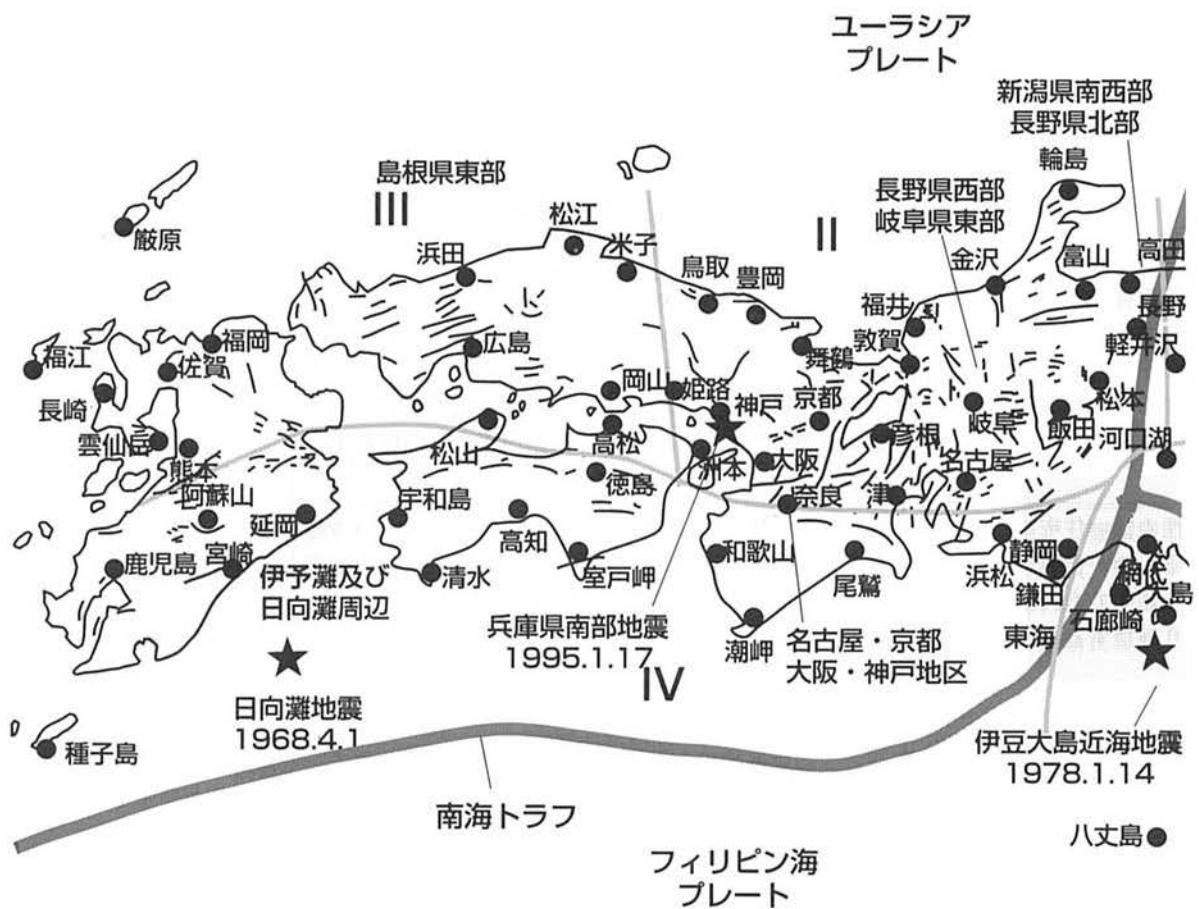 ユーラシア
プレート
新潟県南西部
長野県北部
輪島
島根県東部
III
長野県西部
岐阜県東部
II
松江
厳原
浜田
米子
鳥取
豊岡
金沢
富山
高田
福井
敦賀
長野
軽井沢
福岡
福江
佐賀
広島
舞鶴
岡山
姫路
神戸
京都
長崎
岐阜
飯田
松本
雲仙岳
熊本
松山
高松
洲本
大阪
彦根
名古屋
河口湖
阿蘇山
延岡
宇和島
徳島
奈良
津
高知
鹿児島
宮崎
清水
室戸岬
和歌山
尾鷲
浜松
静岡
鎌田
網代
大島
石廊崎
伊予灘及び
日向灘周辺
兵庫県南部地震
1995.1.17
潮岬
名古屋・京都
大阪・神戸地区
東海
IV
日向灘地震
1968.4.1
種子島
伊豆大島近海地震
1978.1.14
南海トラフ
八丈島
フィリピン海
プレート